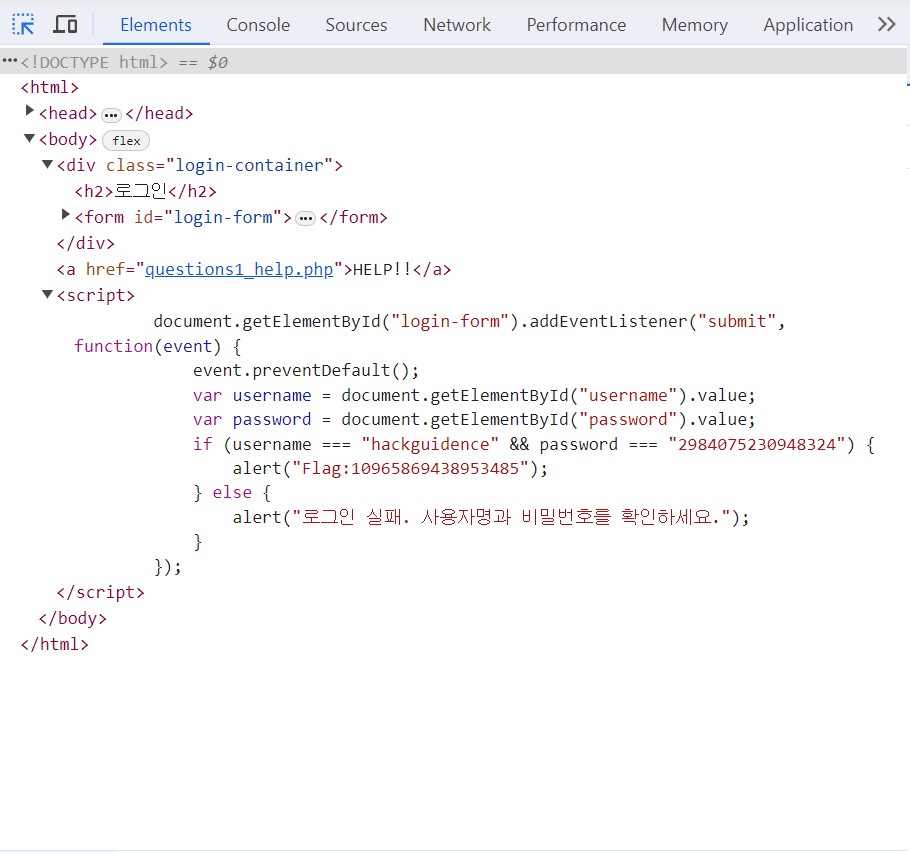 Elements Console Sources Network Performance Memory Application
<!DOCTYPE html> == $0
<html>
<head> ··· </head>
<body> flex
<div class="login-container">
<h2>로그인</h2>
<form id="login-form"> ··· </form>
</div>
<a href="questions1_help.php">HELP!!</a>
<script>
document.getElementById("login-form").addEventListener("submit",
function(event) {
event.preventDefault();
var username = document.getElementById("username").value;
var password = document.getElementById("password").value;
if (username === "hackguidence" && password === "2984075230948324") {
alert("Flag:10965869438953485");
} else {
alert("로그인 실패. 사용자명과 비밀번호를 확인하세요.");
}
});
</script>
</body>
</html>